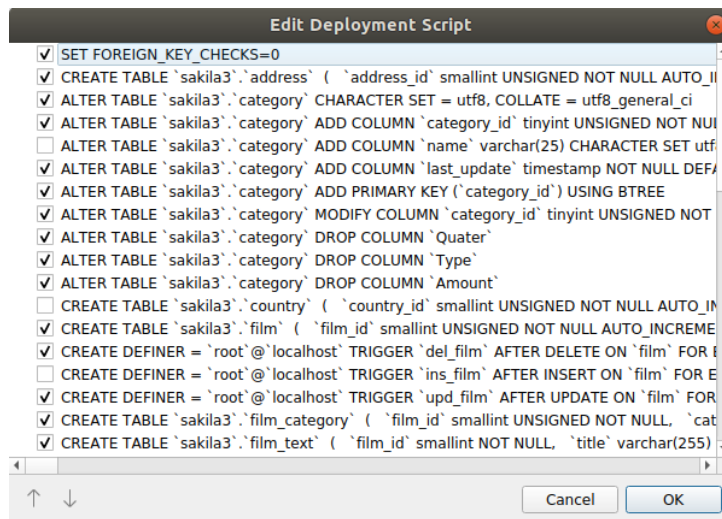 Edit Deployment Script
SET FOREIGN_KEY_CHECKS=0
CREATE TABLE `sakila3`.`address` ( `address_id` smallint UNSIGNED NOT NULL
ALTER TABLE `sakila3`.`category` CHARACTER SET = utf8, COLLATE = utf8_general_ci
ALTER TABLE `sakila3`.`category` ADD COLUMN `category_id` tinyint UNSIGNED NOT
ALTER TABLE `sakila3`.`category` ADD COLUMN `name` varchar(25) CHARACTER SET
ALTER TABLE `sakila3`.`category` ADD COLUMN `last_update` timestamp NOT NULL
ALTER TABLE `sakila3`.`category` ADD PRIMARY KEY (`category_id`) USING BTREE
ALTER TABLE `sakila3`.`category` MODIFY COLUMN `category_id` tinyint UNSIGNED NOT
ALTER TABLE `sakila3`.`category` DROP COLUMN `Quater`
ALTER TABLE `sakila3`.`category` DROP COLUMN `Type`
ALTER TABLE `sakila3`.`category` DROP COLUMN `Amount`
CREATE TABLE `sakila3`.`country` ( `country_id` smallint UNSIGNED NOT NULL
CREATE TABLE `sakila3`.`film` ( `film_id` smallint UNSIGNED NOT NULL
CREATE DEFINER = `root`@`localhost` TRIGGER `del_film` AFTER DELETE ON `film` FOR
CREATE DEFINER = `root`@`localhost` TRIGGER `ins_film` AFTER INSERT ON `film` FOR
CREATE DEFINER = `root`@`localhost` TRIGGER `upd_film` AFTER UPDATE ON `film` FOR
CREATE TABLE `sakila3`.`film_category` ( `film_id` smallint UNSIGNED NOT NULL,
CREATE TABLE `sakila3`.`film_text` ( `film_id` smallint NOT NULL, `title` varchar(255)
Cancel OK